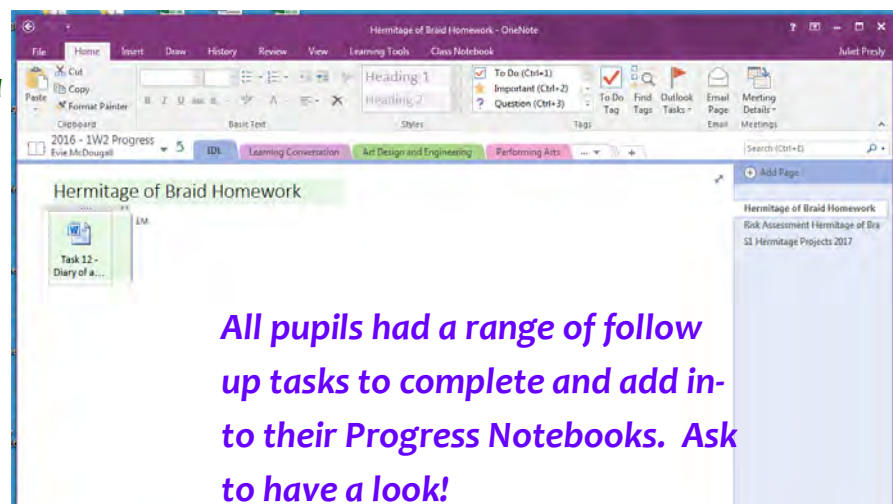 Hermitage of Braid Homework - OneNote
File Home Insert Draw History Review View Learning Tools Class Notebook
Juliet Presly
Paste
Cut
Copy
Format Painter
Clipboard
Basic Text
Heading 1
Heading 2
Styles
To Do (Ctrl+1)
Important (Ctrl+2)
Question (Ctrl+3)
To Do Tag
Find Tags
Outlook Tasks
Tags
Email Page
Email
Meeting Details
Meetings
2016 - 1W2 Progress
Evie McDougall
5
IDL Learning Conversation Art Design and Engineering Performing Arts ...
Search (Ctrl+E)
Add Page
Hermitage of Braid Homework
Risk Assessment Hermitage of Bra
S1 Hermitage Projects 2017
Hermitage of Braid Homework
EM
Task 12 -
Diary of a...
All pupils had a range of follow
up tasks to complete and add in-
to their Progress Notebooks. Ask
to have a look!